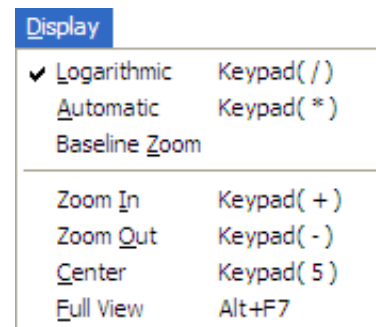 Display
✔ Logarithmic Keypad( / )
Automatic Keypad( * )
Baseline Zoom
Zoom In Keypad( + )
Zoom Out Keypad( - )
Center Keypad( 5 )
Full View Alt+F7